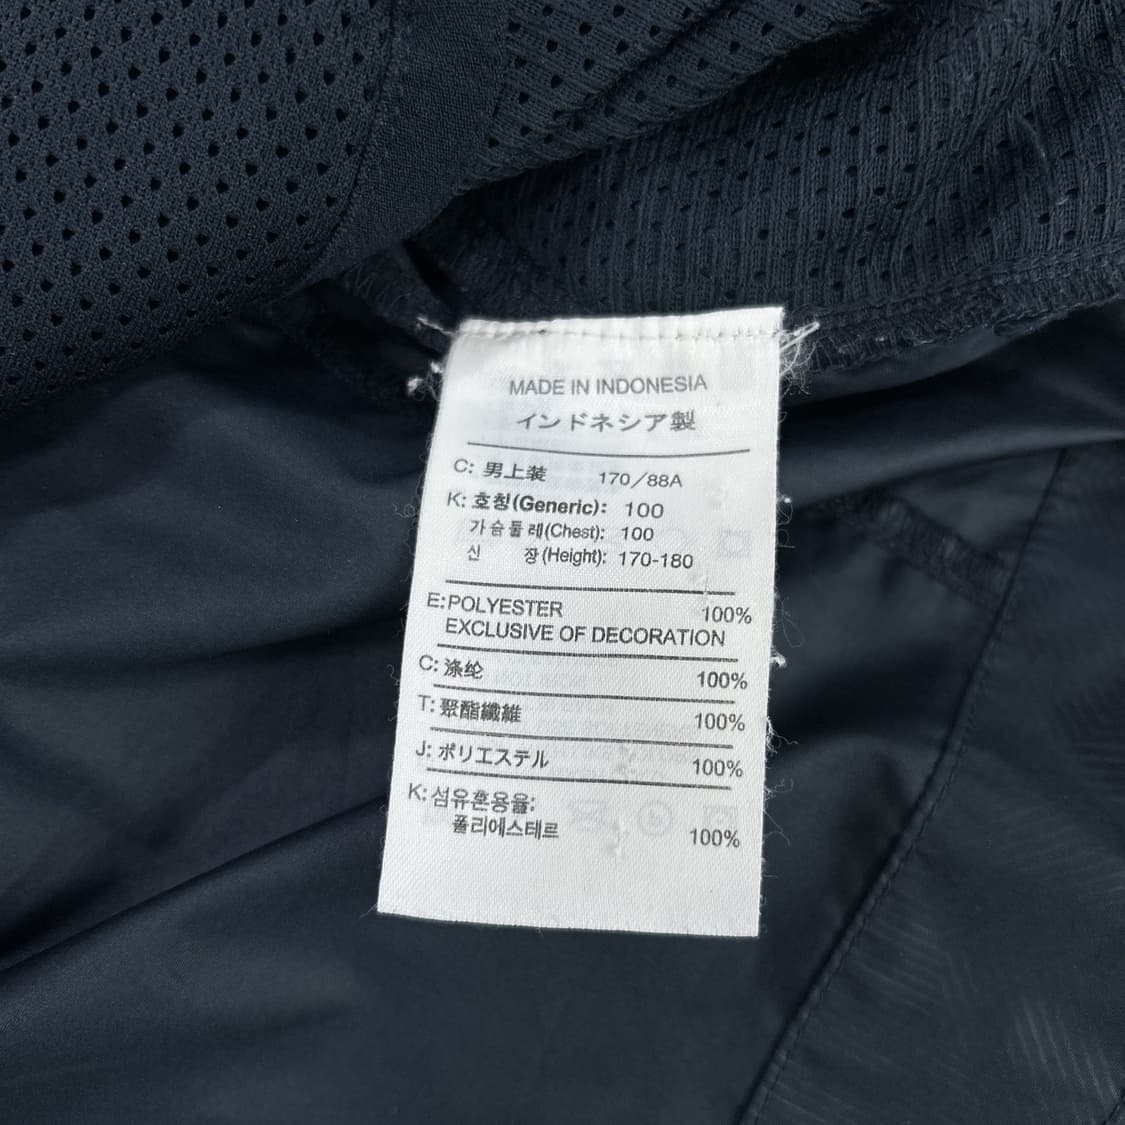 MADE IN INDONESIA
インドネシア製
C: 男上装 170/88A
K: 호칭(Generic): 100
가슴둘레(Chest): 100
신 장(Height): 170-180
E: POLYESTER 100%
EXCLUSIVE OF DECORATION
C: 涤纶 100%
T: 聚酯纖維 100%
J: ポリエステル 100%
K: 섬유혼용율:
폴리에스테르 100%